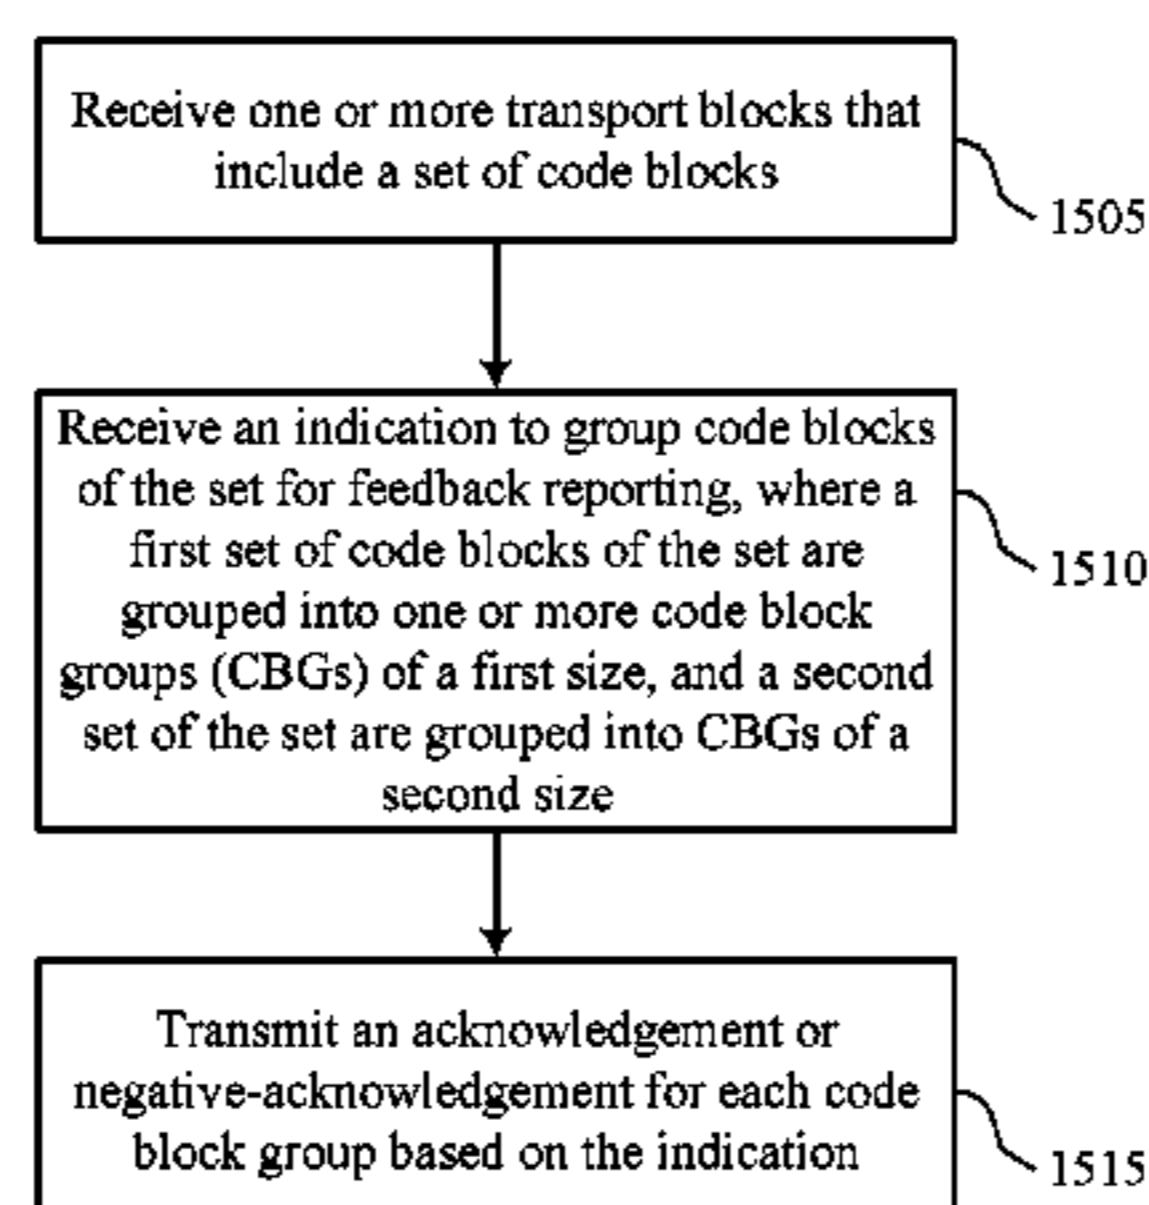 Receive one or more transport blocks that
include a set of code blocks
1505
Receive an indication to group code blocks
of the set for feedback reporting, where a
first set of code blocks of the set are
grouped into one or more code block
groups (CBGs) of a first size, and a second
set of the set are grouped into CBGs of a
second size
1510
Transmit an acknowledgement or
negative-acknowledgement for each code
block group based on the indication
1515